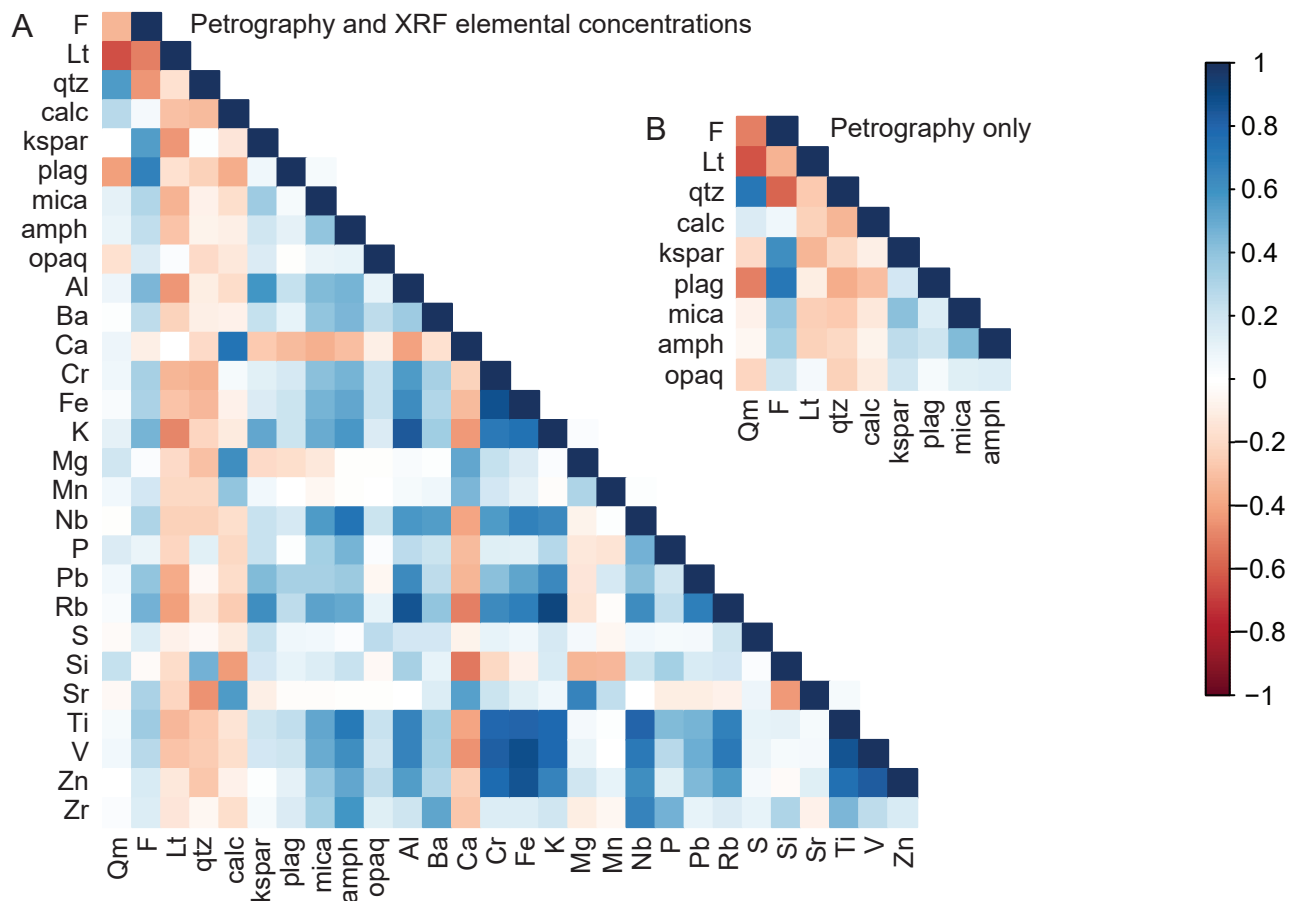 A
Petrography and XRF elemental concentrations
F
Lt
qtz
calc
kspar
plag
mica
amph
opaq
Al
Ba
Ca
Cr
Fe
K
Mg
Mn
Nb
P
Pb
Rb
S
Si
Sr
Ti
V
Zn
Zr
Qm F Lt qtz calc kspar plag mica amph opaq Al Ba Ca Cr Fe K Mg Mn Nb P Pb Rb S Si Sr Ti V Zn
B
Petrography only
F
Lt
qtz
calc
kspar
plag
mica
amph
opaq
Qm F Lt qtz calc kspar plag mica amph
1
0.8
0.6
0.4
0.2
0
−0.2
−0.4
−0.6
−0.8
−1